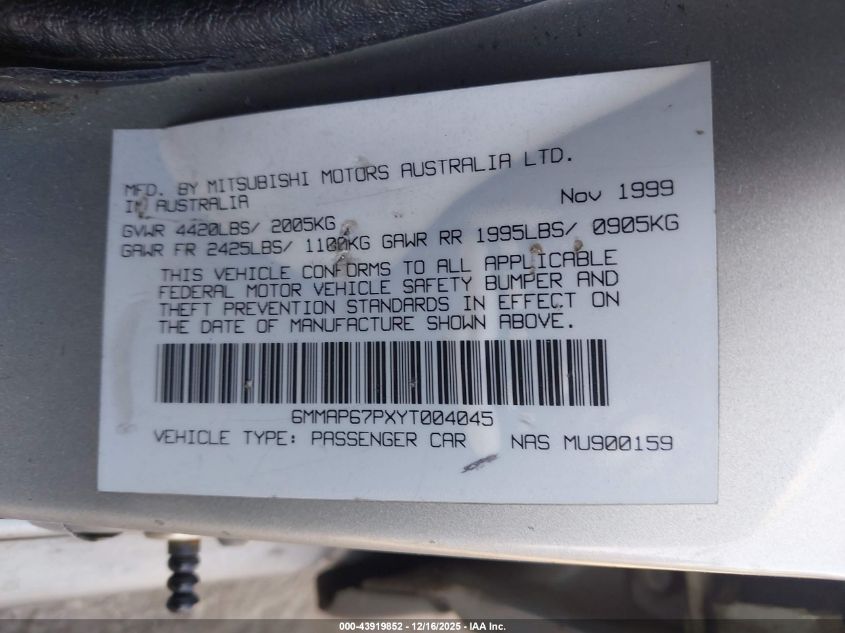 MFD. BY MITSUBISHI MOTORS AUSTRALIA LTD.
IN AUSTRALIA Nov 1999
GVWR 4420LBS/ 2005KG
GAWR FR 2425LBS/ 1100KG GAWR RR 1995LBS/ 0905KG
THIS VEHICLE CONFORMS TO ALL APPLICABLE
FEDERAL MOTOR VEHICLE SAFETY BUMPER AND
THEFT PREVENTION STANDARDS IN EFFECT ON
THE DATE OF MANUFACTURE SHOWN ABOVE.
6MMAP67PXYT004045
VEHICLE TYPE: PASSENGER CAR NAS MU900159
000-43919852 - 12/16/2025 - IAA Inc.